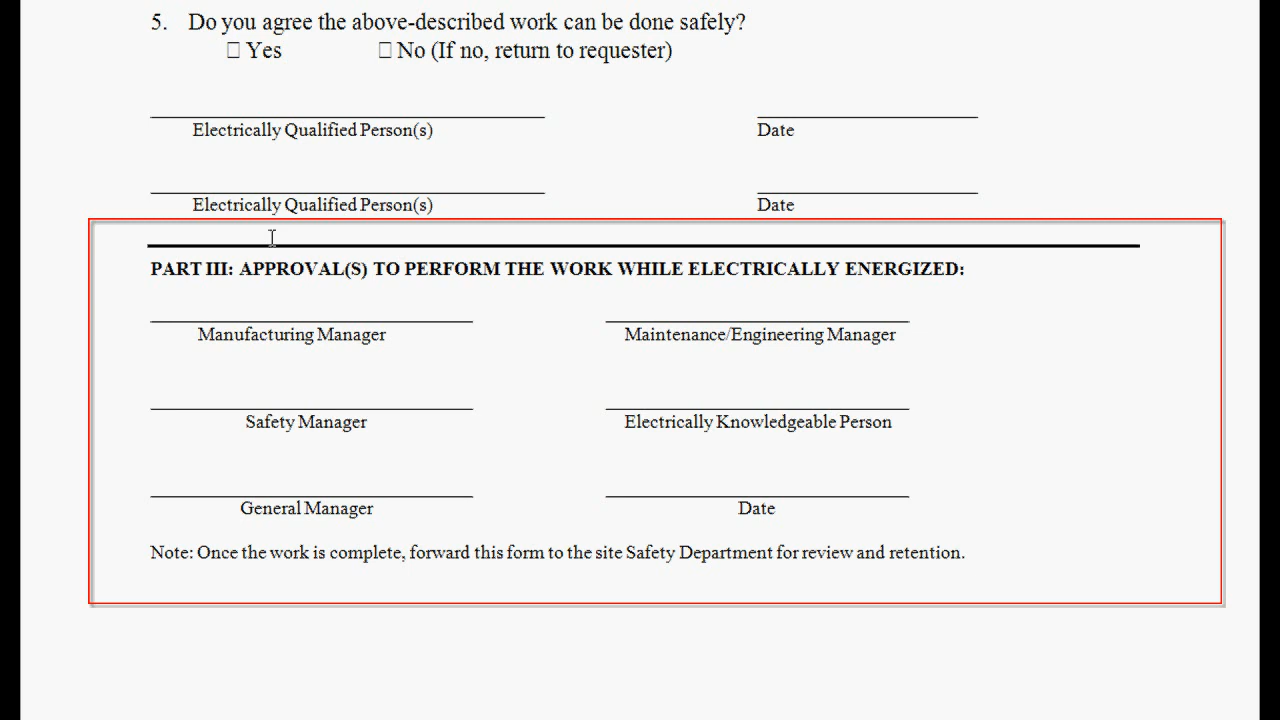 5. Do you agree the above-described work can be done safely?
☐ Yes ☐ No (If no, return to requester)
Electrically Qualified Person(s) Date
Electrically Qualified Person(s) Date
PART III: APPROVAL(S) TO PERFORM THE WORK WHILE ELECTRICALLY ENERGIZED:
Manufacturing Manager Maintenance/Engineering Manager
Safety Manager Electrically Knowledgeable Person
General Manager Date
Note: Once the work is complete, forward this form to the site Safety Department for review and retention.